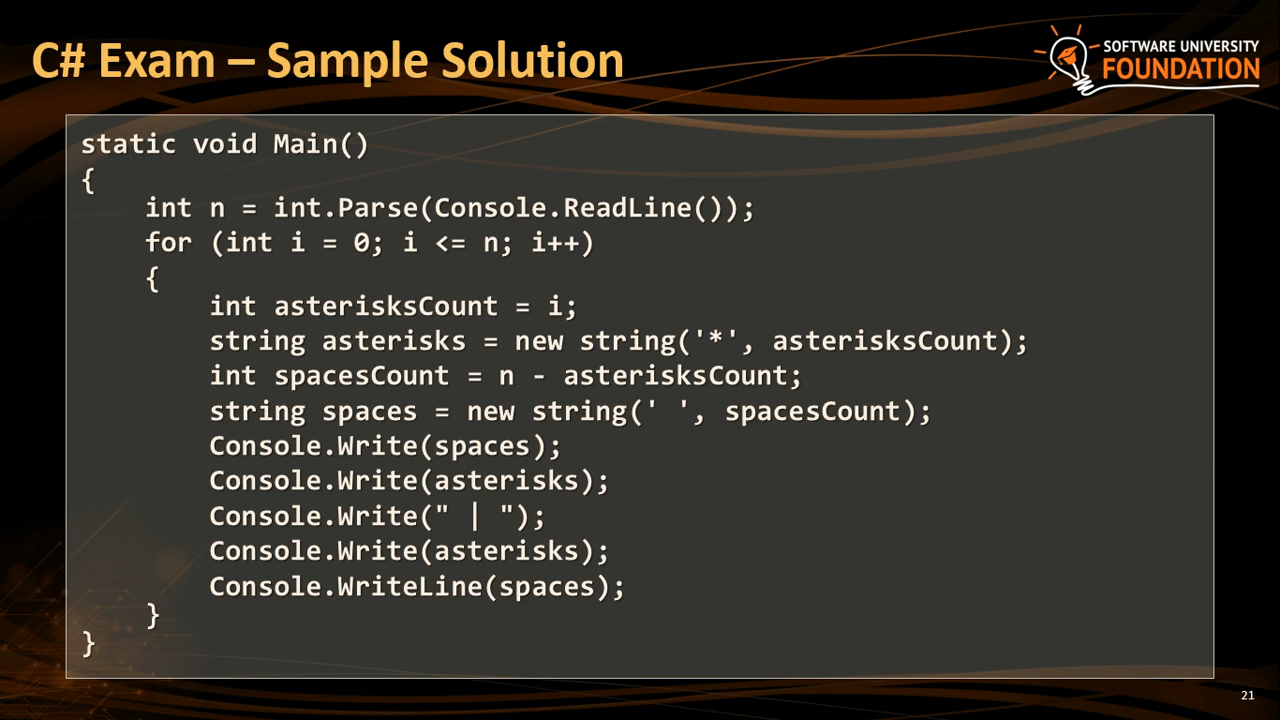 C# Exam – Sample Solution
SOFTWARE UNIVERSITY
FOUNDATION
static void Main()
{
    int n = int.Parse(Console.ReadLine());
    for (int i = 0; i <= n; i++)
    {
        int asterisksCount = i;
        string asterisks = new string('*', asterisksCount);
        int spacesCount = n - asterisksCount;
        string spaces = new string(' ', spacesCount);
        Console.Write(spaces);
        Console.Write(asterisks);
        Console.Write(" | ");
        Console.Write(asterisks);
        Console.WriteLine(spaces);
    }
}
21